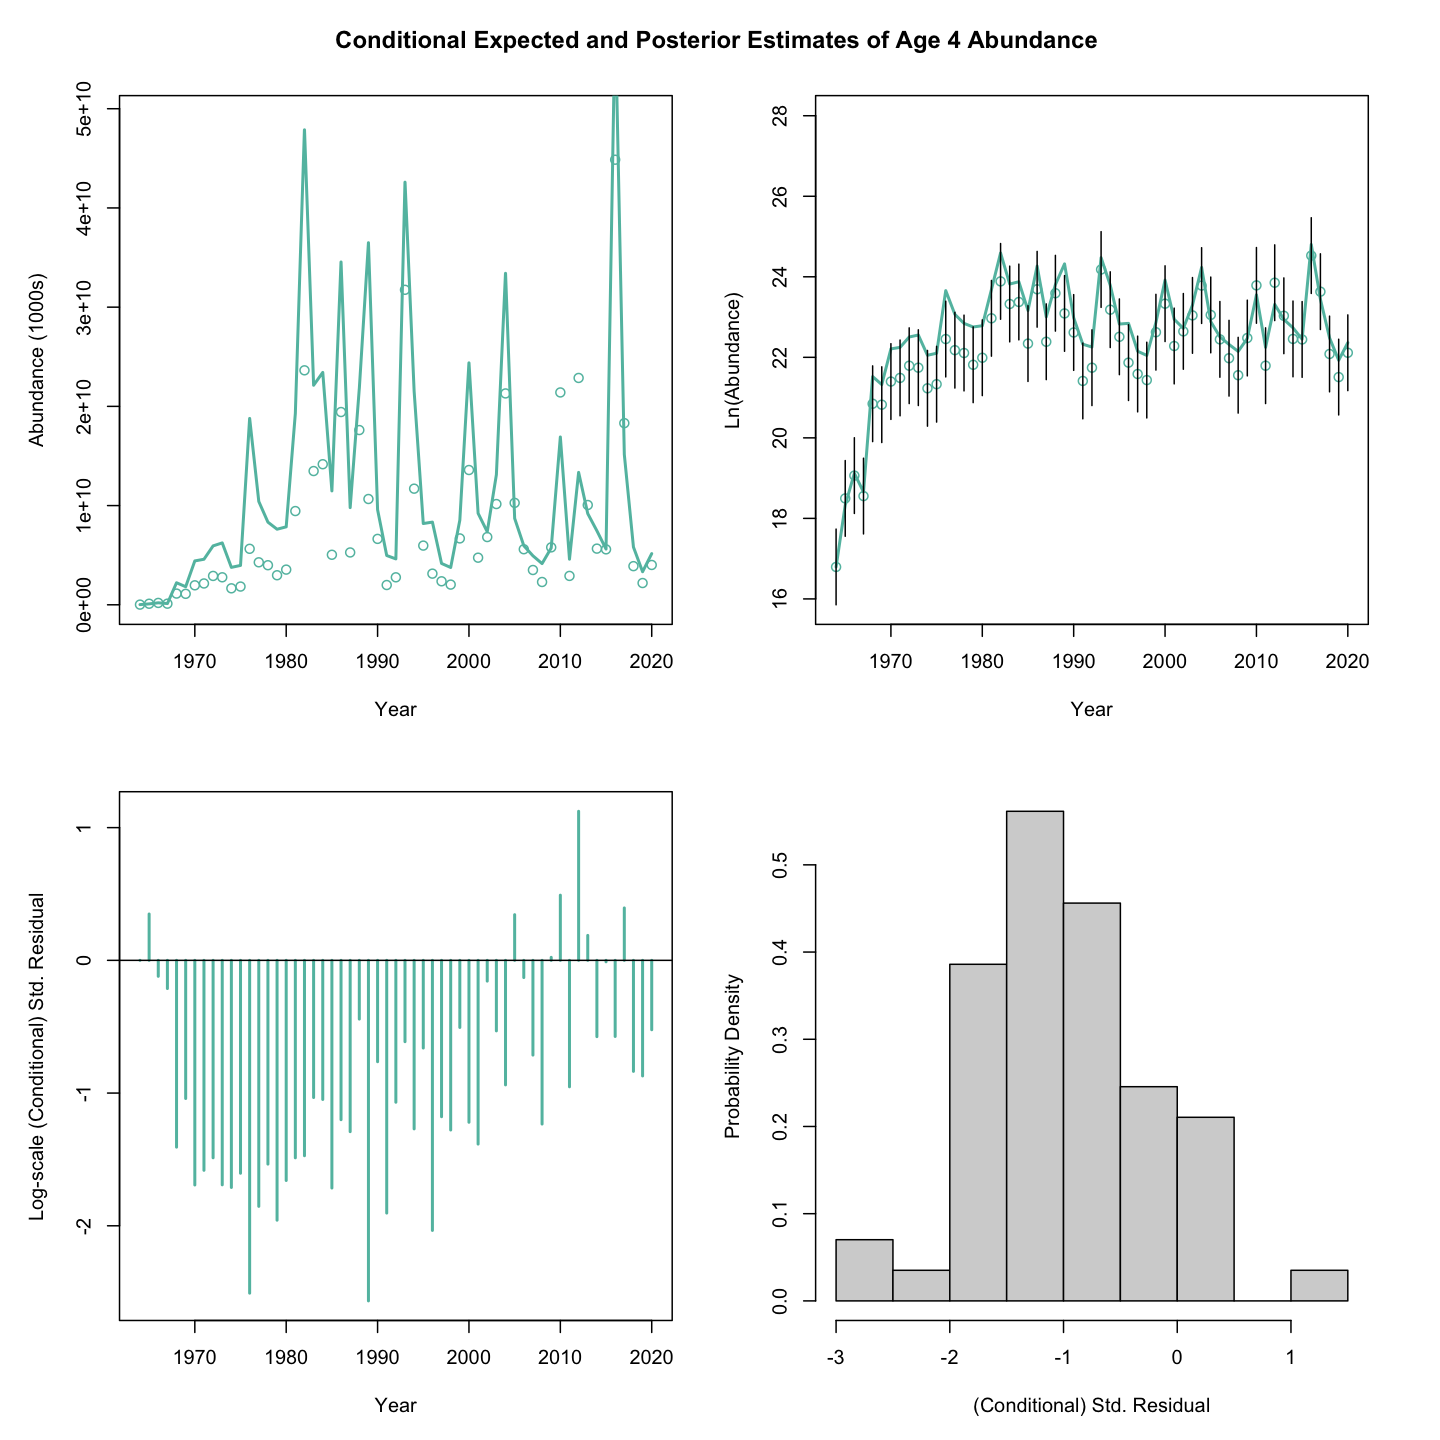 Conditional Expected and Posterior Estimates of Age 4 Abundance
Abundance (1000s)
5e+10
4e+10
3e+10
2e+10
1e+10
0e+00
1970 1980 1990 2000 2010 2020
Year
Ln(Abundance)
28
26
24
22
20
18
16
1970 1980 1990 2000 2010 2020
Year
Log-scale (Conditional) Std. Residual
1
0
-1
-2
1970 1980 1990 2000 2010 2020
Year
Probability Density
0.5
0.4
0.3
0.2
0.1
0.0
-3 -2 -1 0 1
(Conditional) Std. Residual